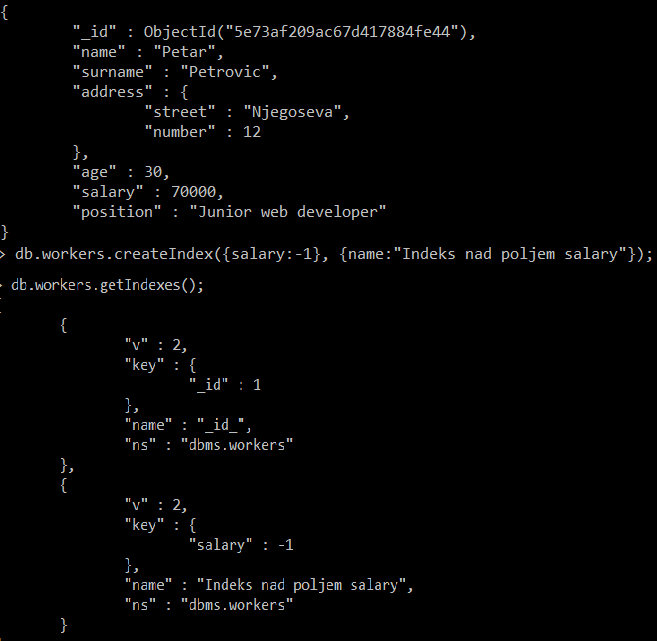 {
"_id" : ObjectId("5e73af209ac67d417884fe44"),
"name" : "Petar",
"surname" : "Petrovic",
"address" : {
"street" : "Njegoseva",
"number" : 12
},
"age" : 30,
"salary" : 70000,
"position" : "Junior web developer"
}
> db.workers.createIndex({salary:-1}, {name:"Indeks nad poljem salary"});
> db.workers.getIndexes();
[
{
"v" : 2,
"key" : {
"_id" : 1
},
"name" : "_id_",
"ns" : "dbms.workers"
},
{
"v" : 2,
"key" : {
"salary" : -1
},
"name" : "Indeks nad poljem salary",
"ns" : "dbms.workers"
}